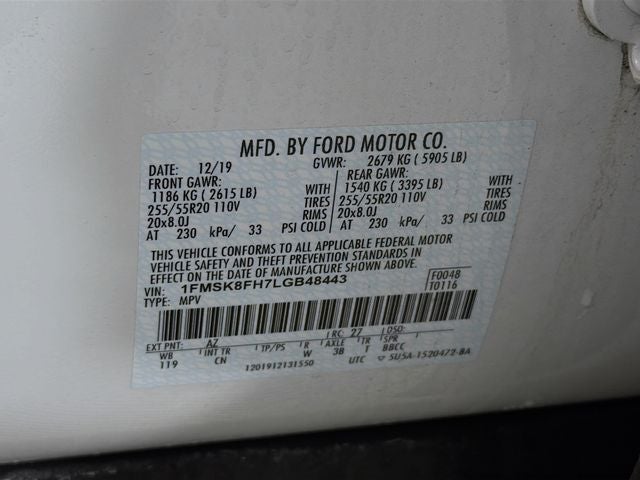 MFD. BY FORD MOTOR CO.
DATE: 12/19 GVWR: 2679 KG (5905 LB)
FRONT GAWR: REAR GAWR:
1186 KG (2615 LB) WITH 1540 KG (3395 LB) WITH
255/55R20 110V TIRES 255/55R20 110V TIRES
20x8.0J RIMS 20x8.0J RIMS
AT 230 kPa/ 33 PSI COLD AT 230 kPa/ 33 PSI COLD
THIS VEHICLE CONFORMS TO ALL APPLICABLE FEDERAL MOTOR
VEHICLE SAFETY AND THEFT PREVENTION STANDARDS IN
EFFECT ON THE DATE OF MANUFACTURE SHOWN ABOVE.
VIN: 1FMSK8FH7LGB48443 F0048
TYPE: MPV T0116
EXT PNT: AZ RC: 27 DSO:
WB INT TR TP/PS R AXLE TR SPR
119 CN W 3B T BBCC
1201912131550 UTC ▽ SU5A-1520472-BA